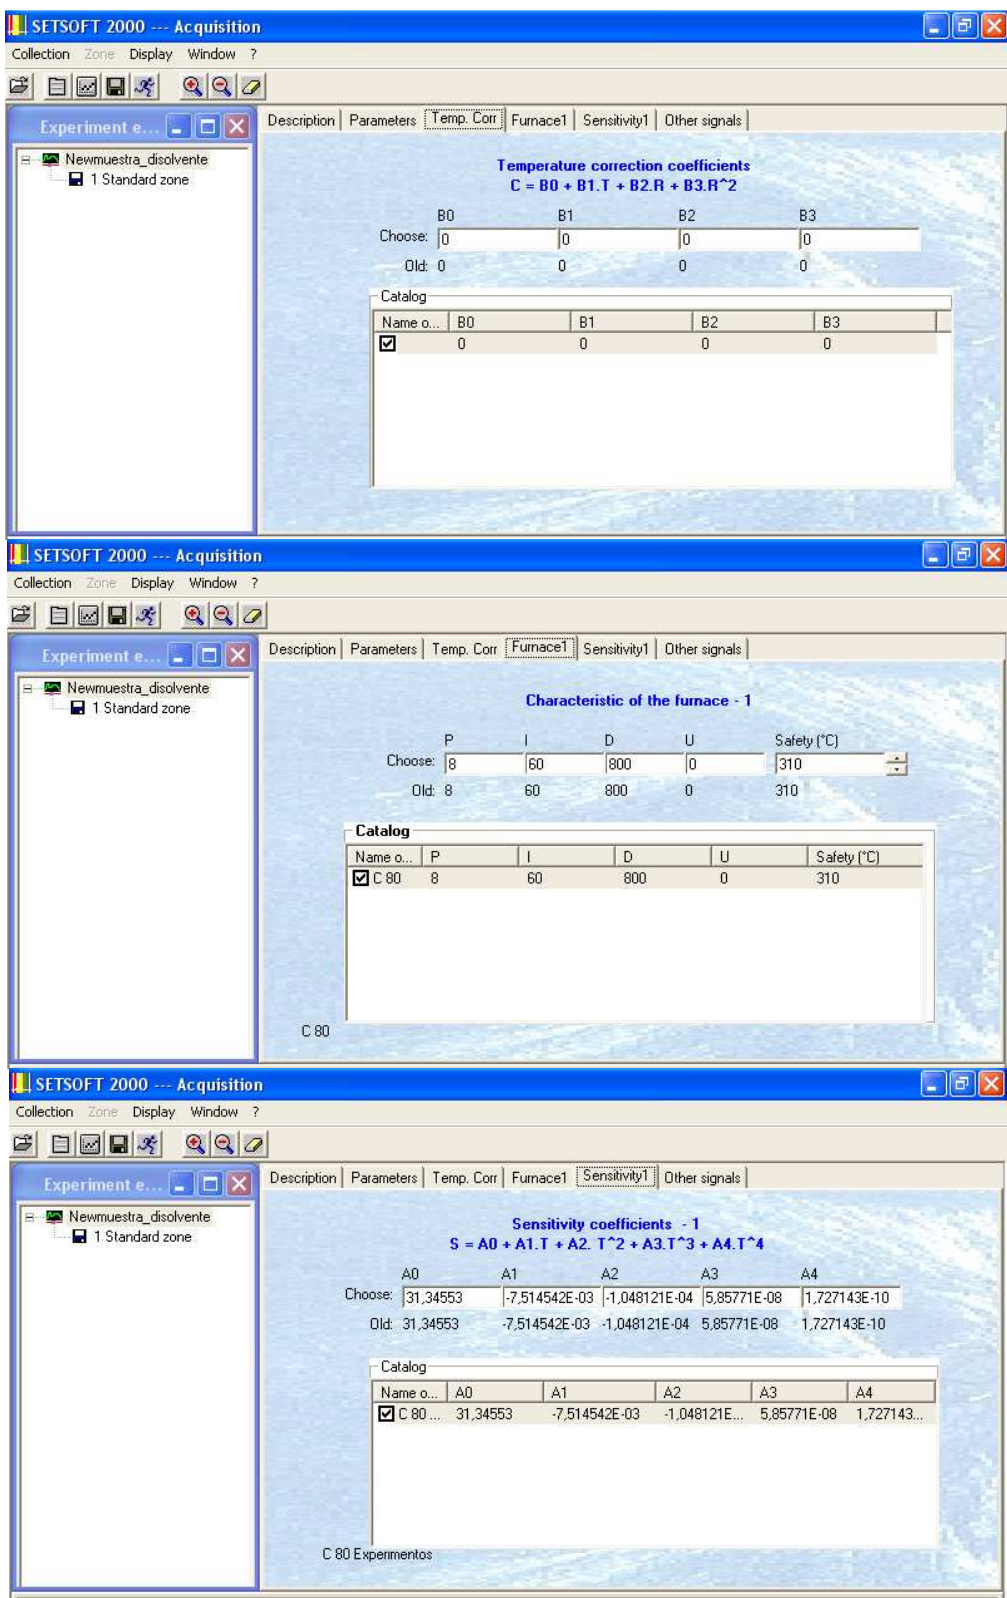 SETSOFT 2000 --- Acquisition
Collection Zone Display Window ?
Experiment e...
Newmuestra_disolvente
1 Standard zone
Description Parameters Temp. Corr Furnace1 Sensitivity1 Other signals
Temperature correction coefficients
C = B0 + B1.T + B2.R + B3.R^2
B0 B1 B2 B3
Choose: 0 0 0 0
Old: 0 0 0 0
Catalog
Name o... B0 B1 B2 B3
0 0 0 0
SETSOFT 2000 --- Acquisition
Collection Zone Display Window ?
Experiment e...
Newmuestra_disolvente
1 Standard zone
Description Parameters Temp. Corr Furnace1 Sensitivity1 Other signals
Characteristic of the furnace - 1
P I D U Safety (°C)
Choose: 8 60 800 0 310
Old: 8 60 800 0 310
Catalog
Name o... P I D U Safety (°C)
C 80 8 60 800 0 310
C 80
SETSOFT 2000 --- Acquisition
Collection Zone Display Window ?
Experiment e...
Newmuestra_disolvente
1 Standard zone
Description Parameters Temp. Corr Furnace1 Sensitivity1 Other signals
Sensitivity coefficients - 1
S = A0 + A1.T + A2. T^2 + A3.T^3 + A4.T^4
A0 A1 A2 A3 A4
Choose: 31,34553 -7,514542E-03 -1,048121E-04 5,85771E-08 1,727143E-10
Old: 31,34553 -7,514542E-03 -1,048121E-04 5,85771E-08 1,727143E-10
Catalog
Name o... A0 A1 A2 A3 A4
C 80 ... 31,34553 -7,514542E-03 -1,048121E... 5,85771E-08 1,727143...
C 80 Experimentos